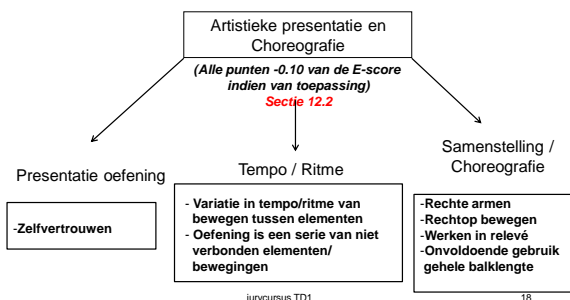 Artistieke presentatie en
Choreografie
(Alle punten -0.10 van de E-score
indien van toepassing)
Sectie 12.2
Presentatie oefening
-Zelfvertrouwen
Tempo / Ritme
- Variatie in tempo/ritme van
bewegen tussen elementen
- Oefening is een serie van niet
verbonden elementen/
bewegingen
Samenstelling /
Choreografie
-Rechte armen
-Rechtop bewegen
-Werken in relevé
-Onvoldoende gebruik
gehele balklengte
jurycursus TD1
18